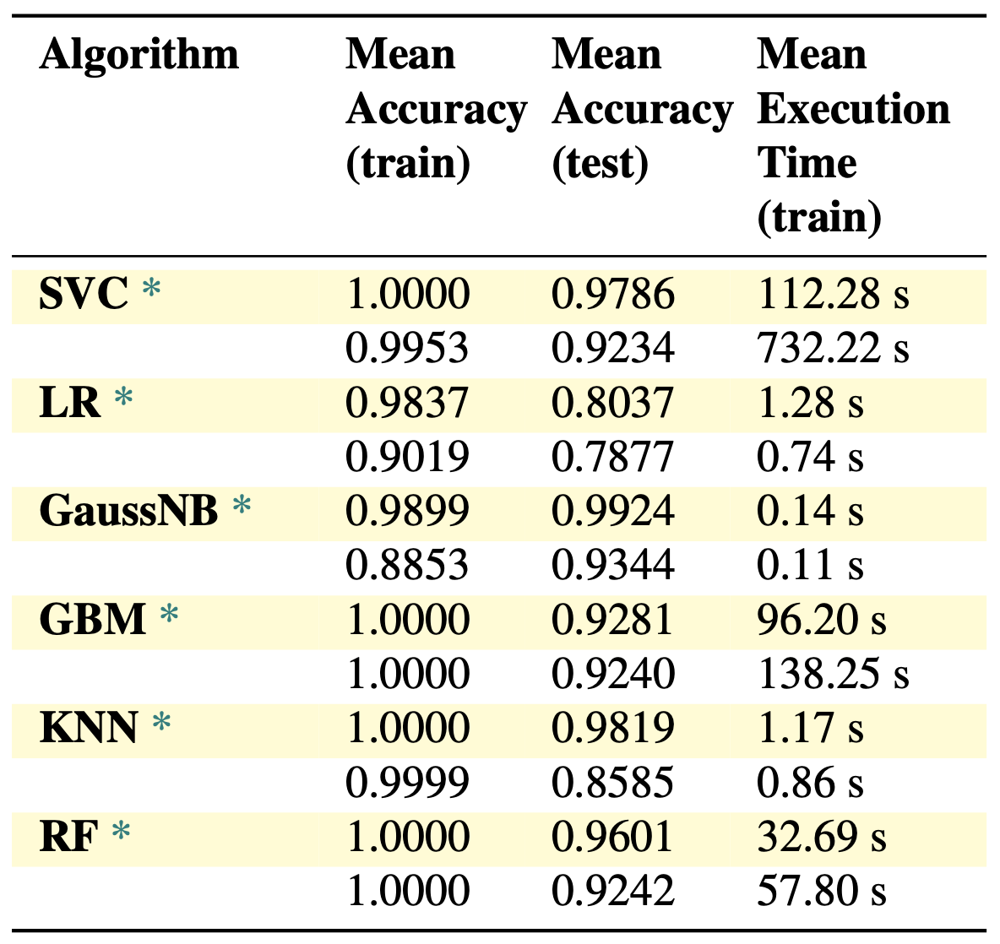 Algorithm Mean Accuracy (train) Mean Accuracy (test) Mean Execution Time (train)
SVC * 1.0000 0.9786 112.28 s
0.9953 0.9234 732.22 s
LR * 0.9837 0.8037 1.28 s
0.9019 0.7877 0.74 s
GaussNB * 0.9899 0.9924 0.14 s
0.8853 0.9344 0.11 s
GBM * 1.0000 0.9281 96.20 s
1.0000 0.9240 138.25 s
KNN * 1.0000 0.9819 1.17 s
0.9999 0.8585 0.86 s
RF * 1.0000 0.9601 32.69 s
1.0000 0.9242 57.80 s